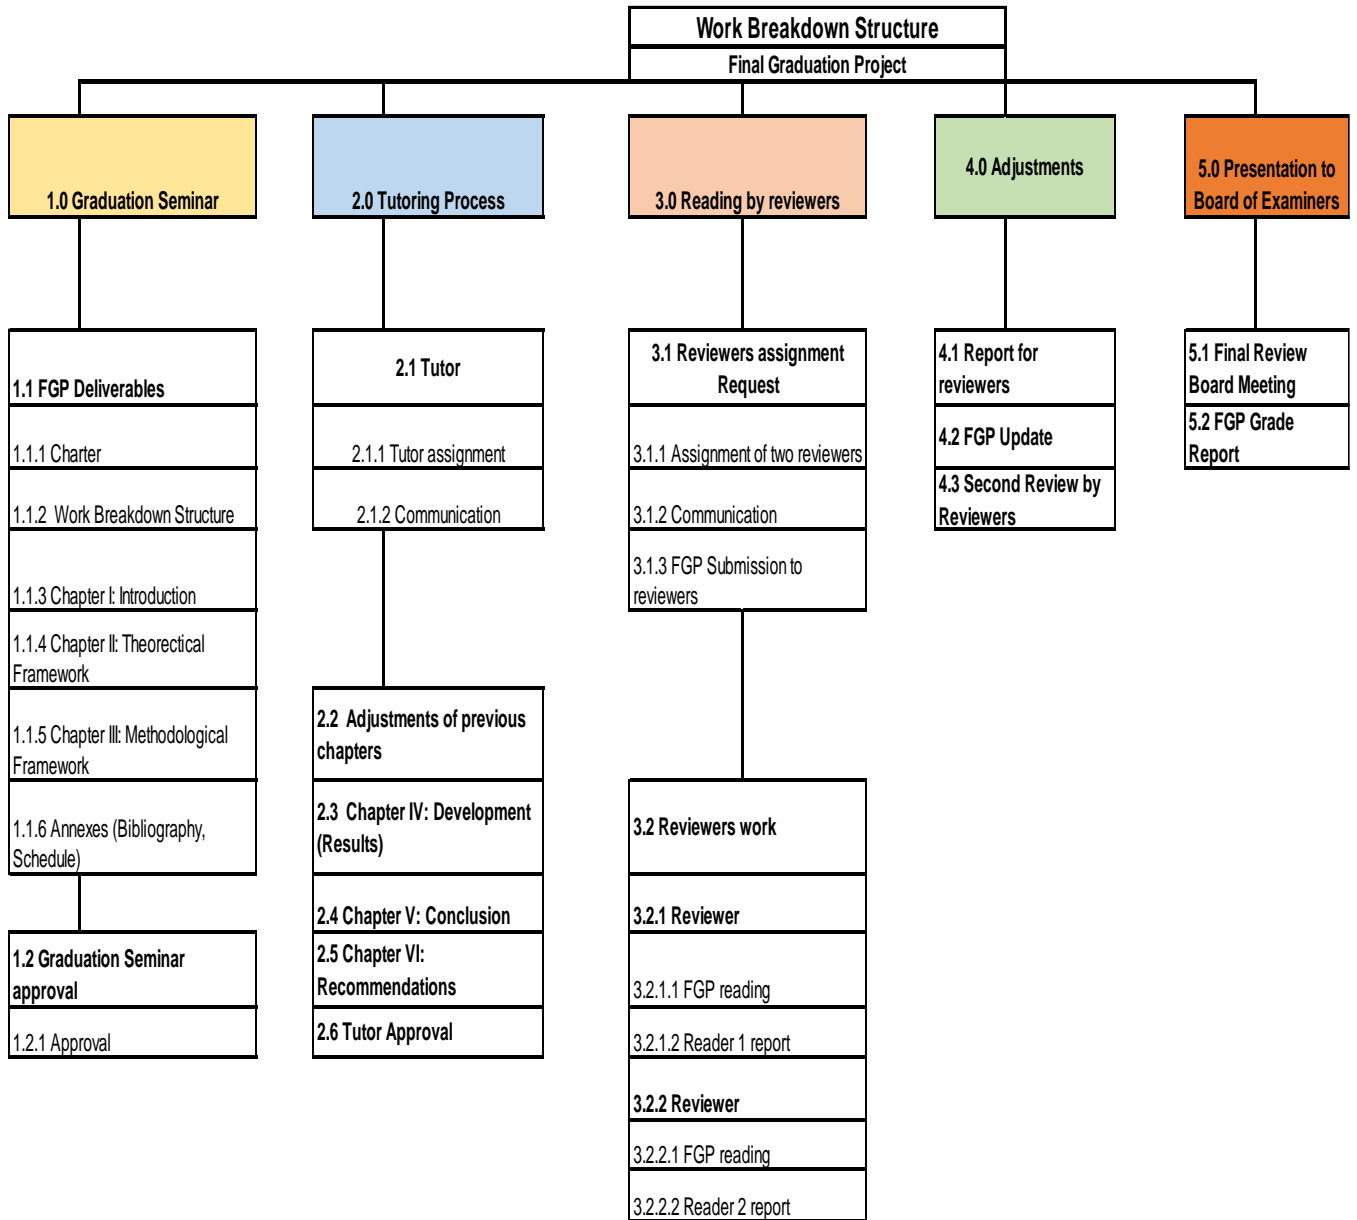 Work Breakdown Structure
Final Graduation Project
1.0 Graduation Seminar
1.1 FGP Deliverables
1.1.1 Charter
1.1.2 Work Breakdown Structure
1.1.3 Chapter I: Introduction
1.1.4 Chapter II: Theorectical
Framework
1.1.5 Chapter III: Methodological
Framework
1.1.6 Annexes (Bibliography,
Schedule)
1.2 Graduation Seminar
approval
1.2.1 Approval
2.0 Tutoring Process
2.1 Tutor
2.1.1 Tutor assignment
2.1.2 Communication
2.2 Adjustments of previous
chapters
2.3 Chapter IV: Development
(Results)
2.4 Chapter V: Conclusion
2.5 Chapter VI:
Recommendations
2.6 Tutor Approval
3.0 Reading by reviewers
3.1 Reviewers assignment
Request
3.1.1 Assignment of two reviewers
3.1.2 Communication
3.1.3 FGP Submission to
reviewers
3.2 Reviewers work
3.2.1 Reviewer
3.2.1.1 FGP reading
3.2.1.2 Reader 1 report
3.2.2 Reviewer
3.2.2.1 FGP reading
3.2.2.2 Reader 2 report
4.0 Adjustments
4.1 Report for
reviewers
4.2 FGP Update
4.3 Second Review by
Reviewers
5.0 Presentation to
Board of Examiners
5.1 Final Review
Board Meeting
5.2 FGP Grade
Report